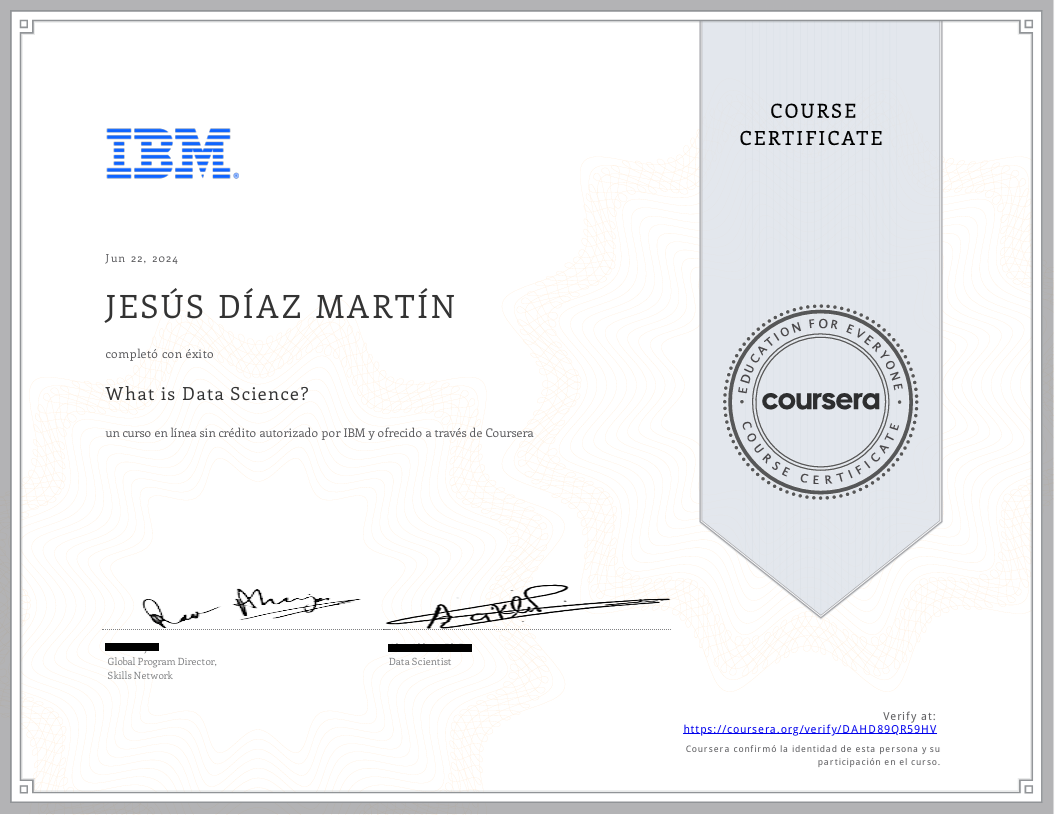 COURSE
CERTIFICATE
IBM®
Jun 22, 2024
JESÚS DÍAZ MARTÍN
completó con éxito
What is Data Science?
un curso en línea sin crédito autorizado por IBM y ofrecido a través de Coursera
EDUCATION FOR EVERYONE
coursera
COURSE CERTIFICATE
Global Program Director,
Skills Network
Data Scientist
Verify at:
https://coursera.org/verify/DAHD89QR59HV
Coursera confirmó la identidad de esta persona y su
participación en el curso.